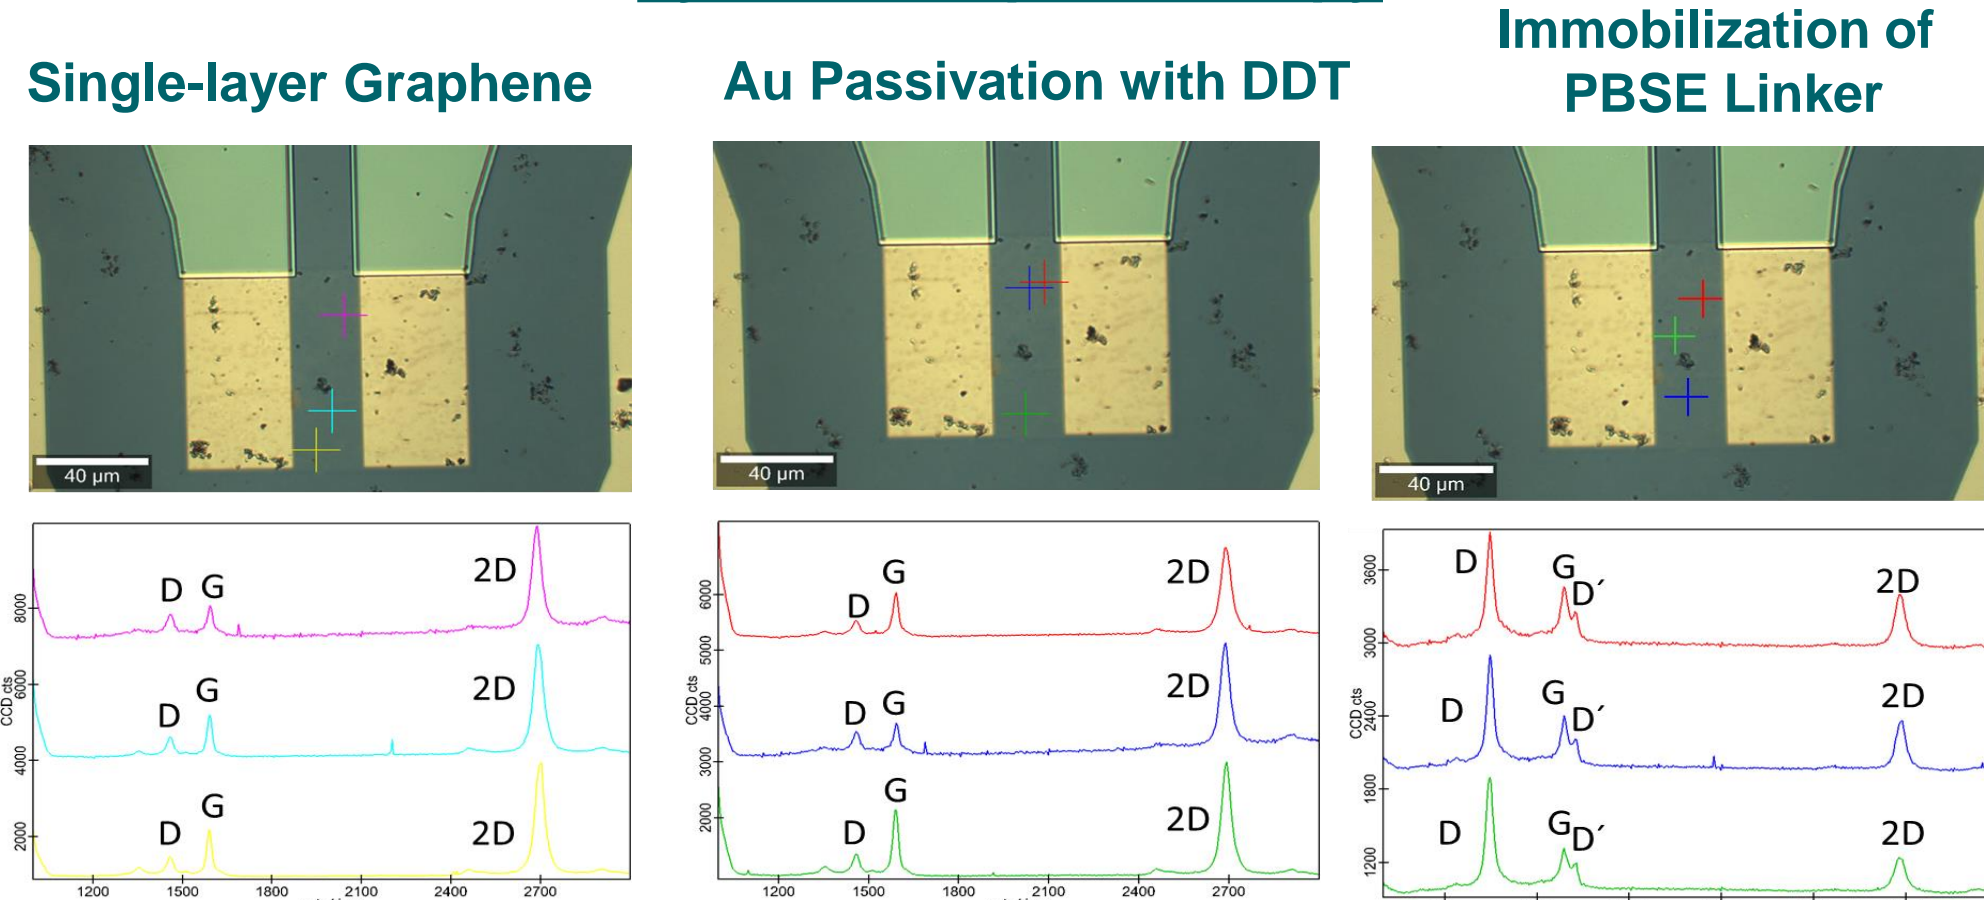 Single-layer Graphene
Au Passivation with DDT
Immobilization of
PBSE Linker
40 µm
40 µm
40 µm
CCD cts
8000
6000
4000
2000
D
G
2D
D
G
2D
D
G
2D
1200 1500 1800 2100 2400 2700
CCD cts
6000
5000
4000
3000
2000
D
G
2D
D
G
2D
D
G
2D
1200 1500 1800 2100 2400 2700
CCD cts
3600
3000
2400
1800
1200
D
G
D´
2D
D
G
D´
2D
D
G
D´
2D